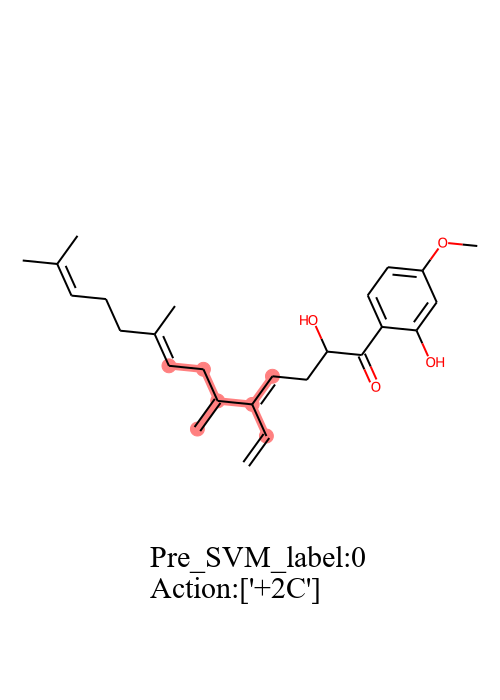 O
HO
OH
O
Pre_SVM_label:0
Action:['+2C']